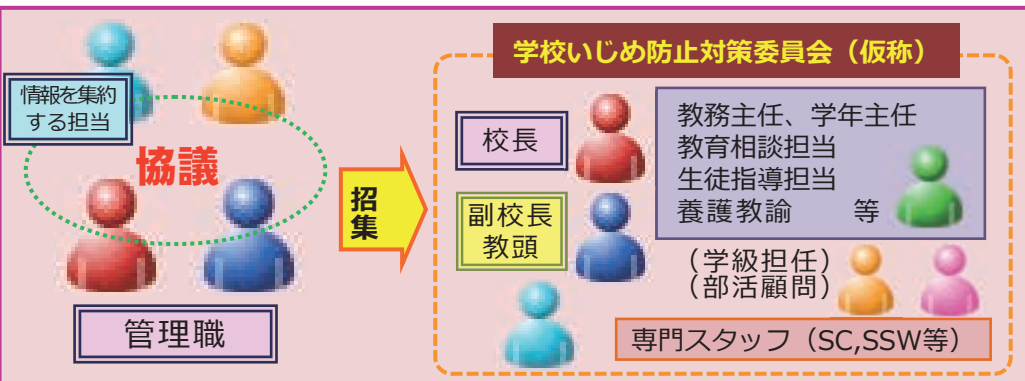 情報を集約
する担当
協議
管理職
招集
学校いじめ防止対策委員会（仮称）
校長
副校長
教頭
教務主任、学年主任
教育相談担当
生徒指導担当
養護教諭　　等
（学級担任）
（部活顧問）
専門スタッフ（SC,SSW等）